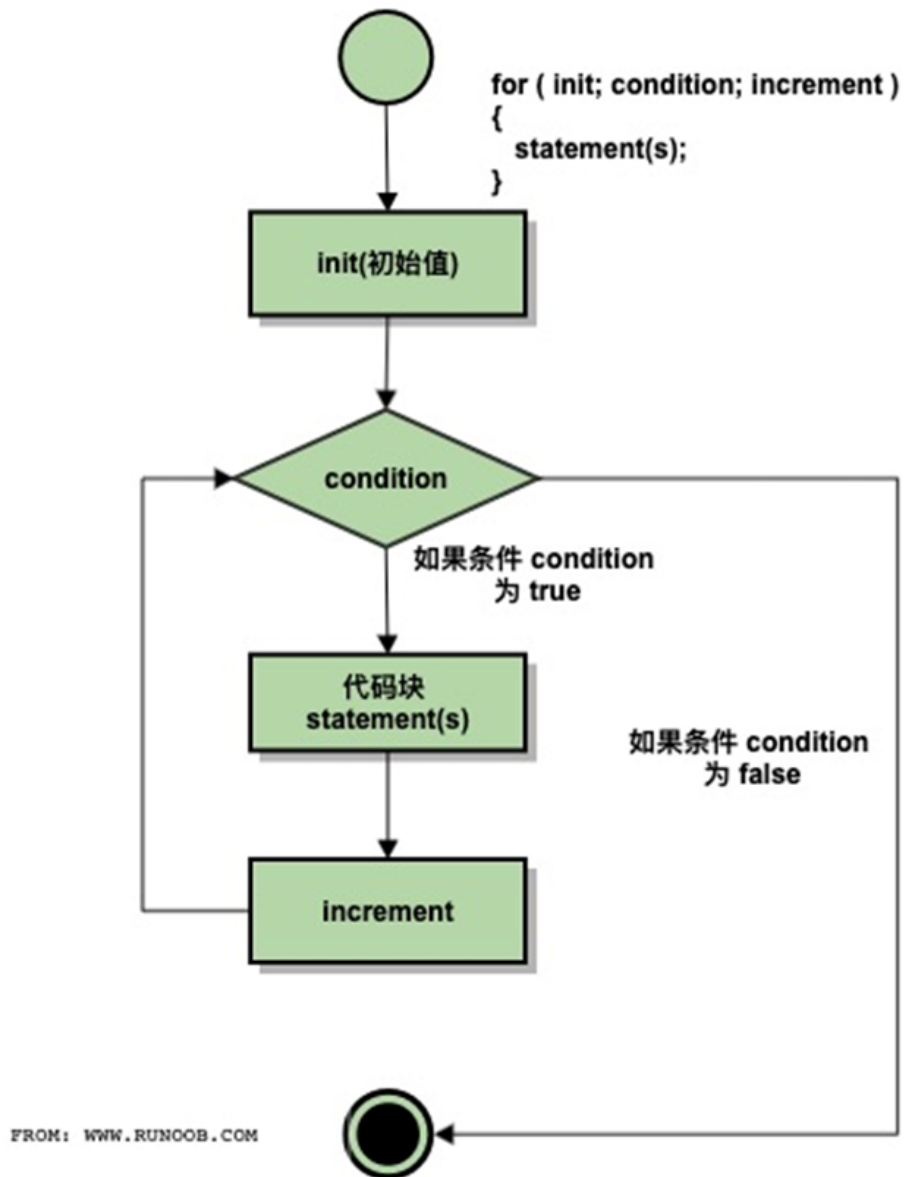 for ( init; condition; increment )
{
statement(s);
}
init(初始值)
condition
如果条件 condition
为 true
代码块
statement(s)
如果条件 condition
为 false
increment
FROM: WWW.RUNOOB.COM